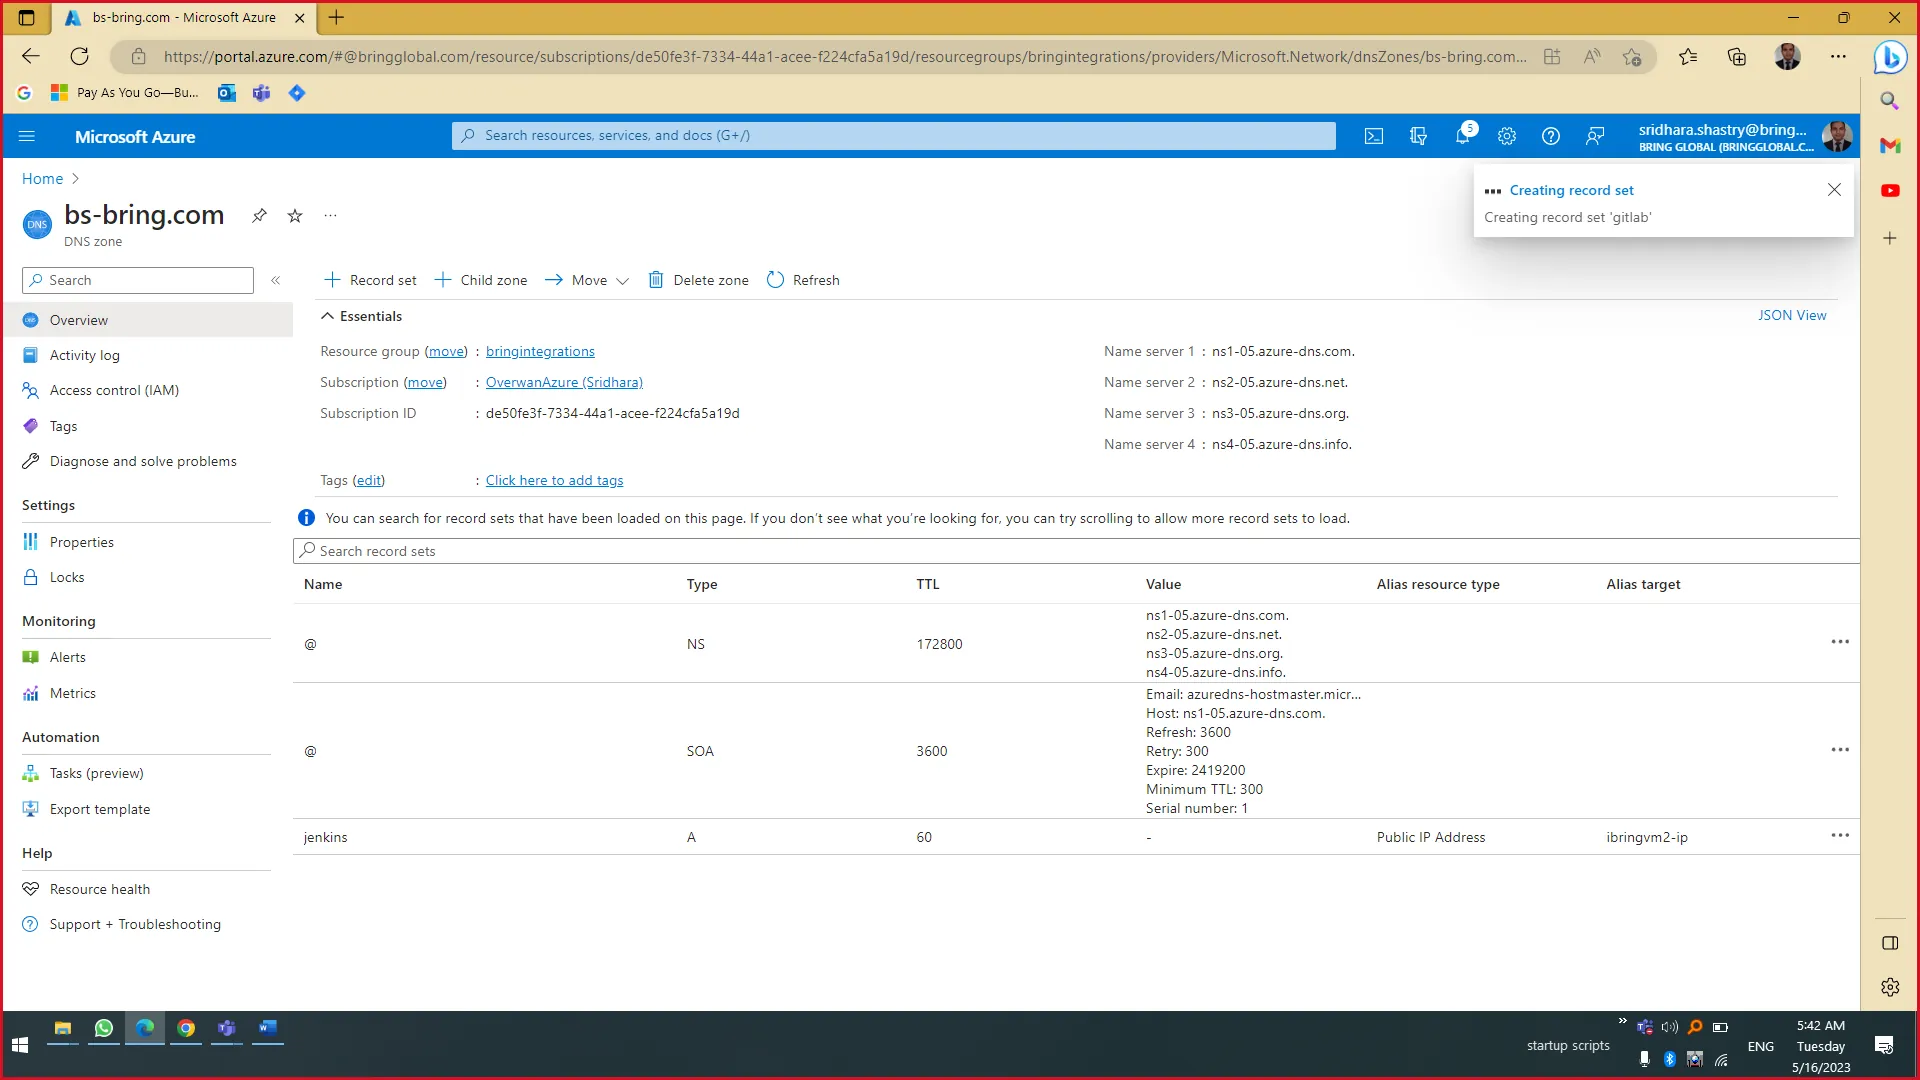 bs-bring.com - Microsoft Azure
https://portal.azure.com/#@bringglobal.com/resource/subscriptions/de50fe3f-7334-44a1-acee-f224cfa5a19d/resourcegroups/bringintegrations/providers/Microsoft.Network/dnsZones/bs-bring.com...
Pay As You Go—Bu...
Microsoft Azure
Search resources, services, and docs (G+/)
5
sridhara.shastry@bring...
BRING GLOBAL (BRINGGLOBAL.C...
Home
Creating record set
Creating record set 'gitlab'
DNS
bs-bring.com
DNS zone
Search
Record set
Child zone
Move
Delete zone
Refresh
Overview
Activity log
Access control (IAM)
Tags
Diagnose and solve problems
Settings
Properties
Locks
Monitoring
Alerts
Metrics
Automation
Tasks (preview)
Export template
Help
Resource health
Support + Troubleshooting
Essentials
JSON View
Resource group (move) : bringintegrations
Subscription (move) : OverwanAzure (Sridhara)
Subscription ID : de50fe3f-7334-44a1-acee-f224cfa5a19d
Name server 1 : ns1-05.azure-dns.com.
Name server 2 : ns2-05.azure-dns.net.
Name server 3 : ns3-05.azure-dns.org.
Name server 4 : ns4-05.azure-dns.info.
Tags (edit) : Click here to add tags
You can search for record sets that have been loaded on this page. If you don't see what you're looking for, you can try scrolling to allow more record sets to load.
Search record sets
Name Type TTL Value Alias resource type Alias target
@ NS 172800
ns1-05.azure-dns.com.
ns2-05.azure-dns.net.
ns3-05.azure-dns.org.
ns4-05.azure-dns.info.
@ SOA 3600
Email: azuredns-hostmaster.micr...
Host: ns1-05.azure-dns.com.
Refresh: 3600
Retry: 300
Expire: 2419200
Minimum TTL: 300
Serial number: 1
jenkins A 60 - Public IP Address ibringvm2-ip
startup scripts
ENG
5:42 AM
Tuesday
5/16/2023